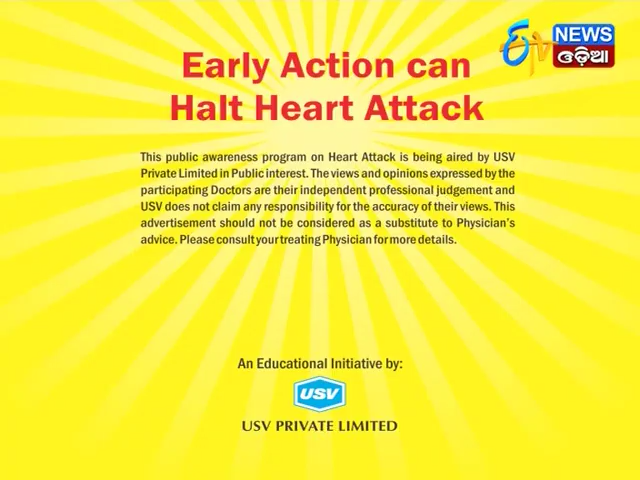 ETV NEWS
ଓଡ଼ିଆ
Early Action can
Halt Heart Attack
This public awareness program on Heart Attack is being aired by USV
Private Limited in Public interest. The views and opinions expressed by the
participating Doctors are their independent professional judgement and
USV does not claim any responsibility for the accuracy of their views. This
advertisement should not be considered as a substitute to Physician's
advice. Please consult your treating Physician for more details.
An Educational Initiative by:
USV
USV PRIVATE LIMITED